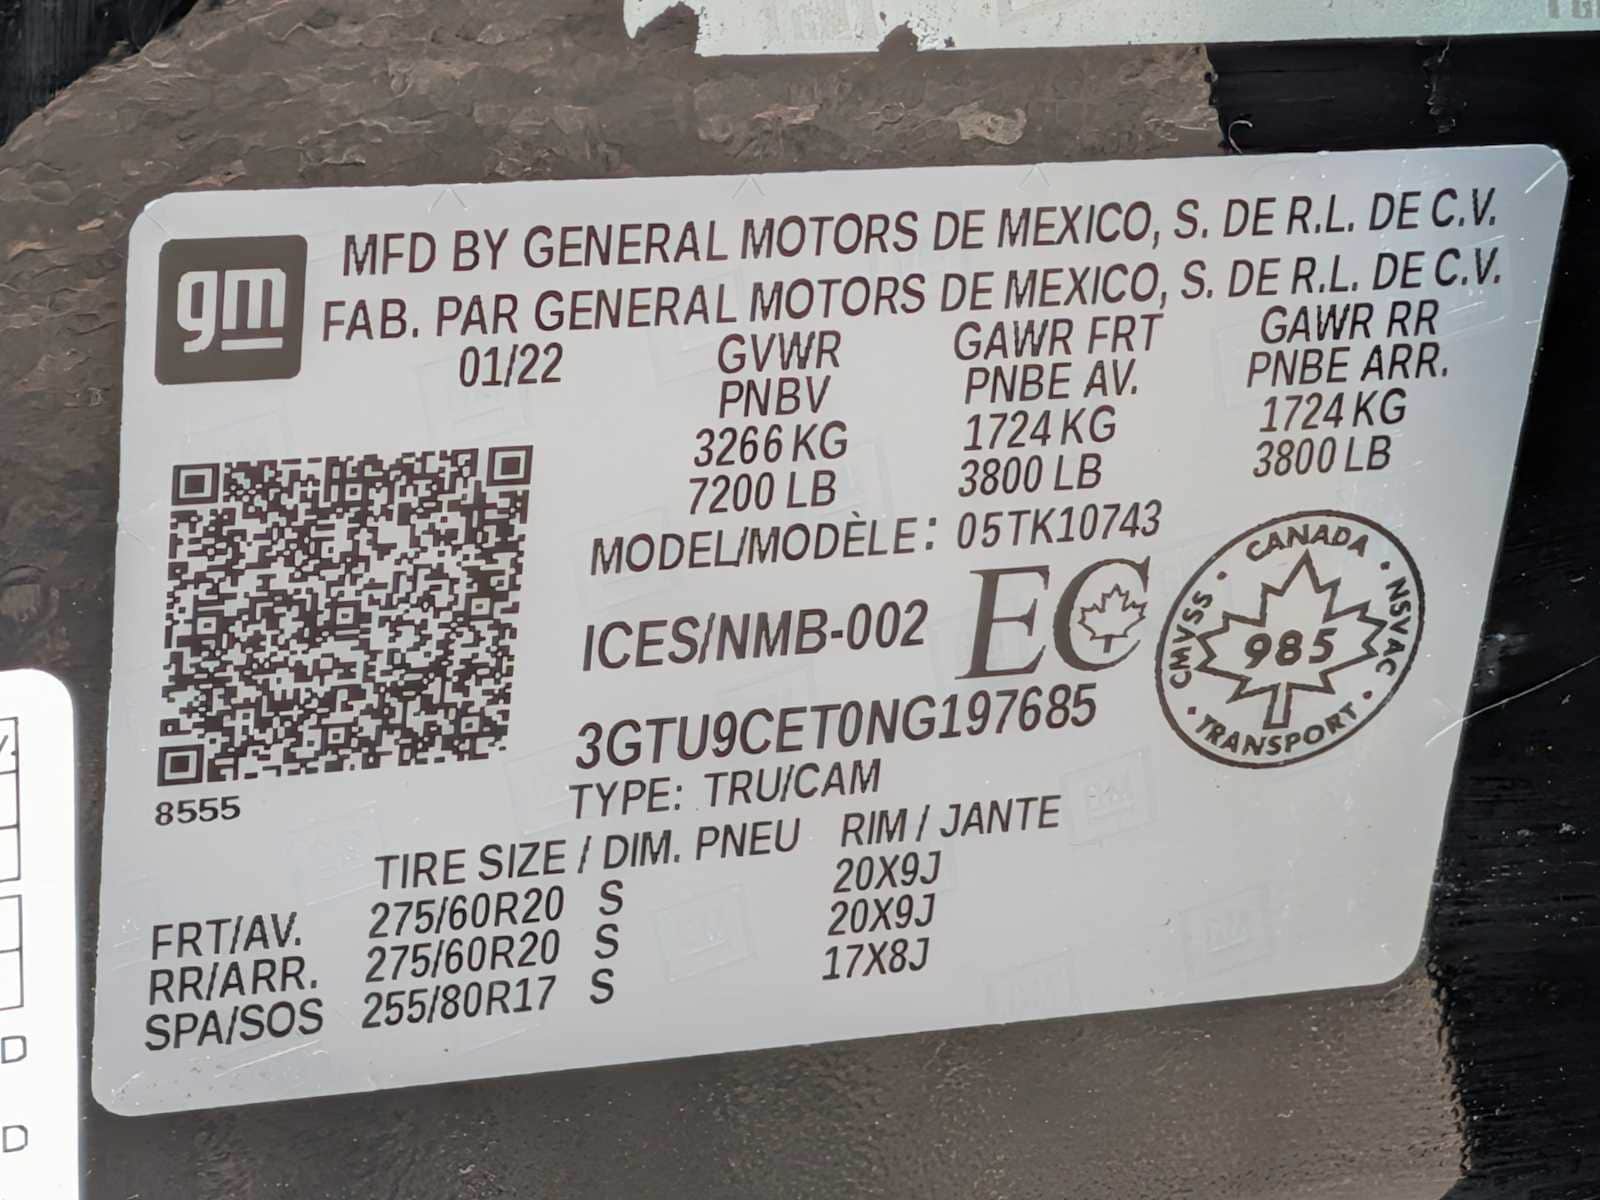 gm
MFD BY GENERAL MOTORS DE MEXICO, S. DE R.L. DE C.V.
FAB. PAR GENERAL MOTORS DE MEXICO, S. DE R.L. DE C.V.
01/22 GVWR GAWR FRT GAWR RR
PNBV PNBE AV. PNBE ARR.
3266 KG 1724 KG 1724 KG
7200 LB 3800 LB 3800 LB
MODEL/MODÈLE: 05TK10743
ICES/NMB-002 EC
CANADA · NSVAC · TRANSPORT · CMVSS ·
985
3GTU9CET0NG197685
TYPE: TRU/CAM
8555
TIRE SIZE / DIM. PNEU RIM / JANTE
FRT/AV. 275/60R20 S 20X9J
RR/ARR. 275/60R20 S 20X9J
SPA/SOS 255/80R17 S 17X8J
D
D